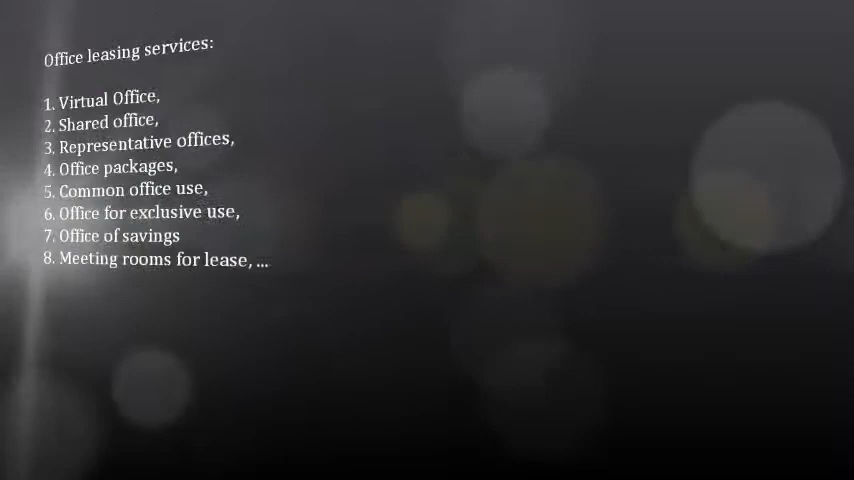 Office leasing services:
1. Virtual Office,
2. Shared office,
3. Representative offices,
4. Office packages,
5. Common office use,
6. Office for exclusive use,
7. Office of savings
8. Meeting rooms for lease, ...